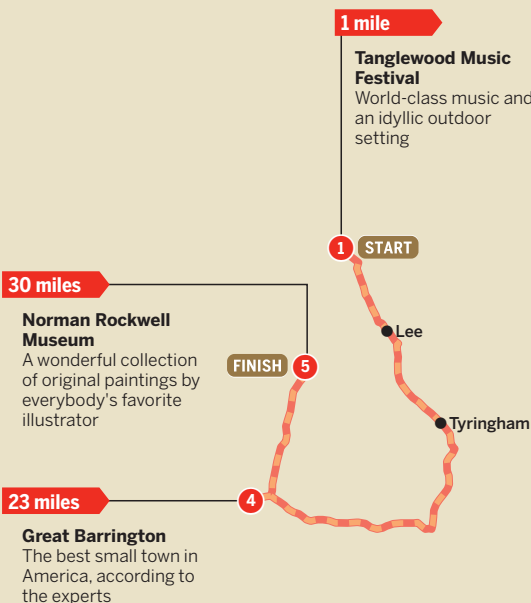 1 mile
Tanglewood Music
Festival
World-class music and
an idyllic outdoor
setting
1 START
30 miles
Norman Rockwell
Museum
A wonderful collection
of original paintings by
everybody's favorite
illustrator
Lee
FINISH 5
Tyringham
23 miles
4
Great Barrington
The best small town in
America, according to
the experts